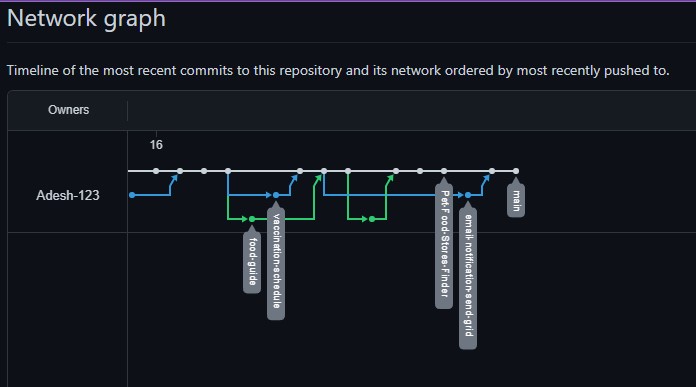 Network graph
Timeline of the most recent commits to this repository and its network ordered by most recently pushed to.
Owners
16
Adesh-123
food-guide
vaccination-schedule
Pet-Food-Stores-Finder
email-notification-send-grid
main